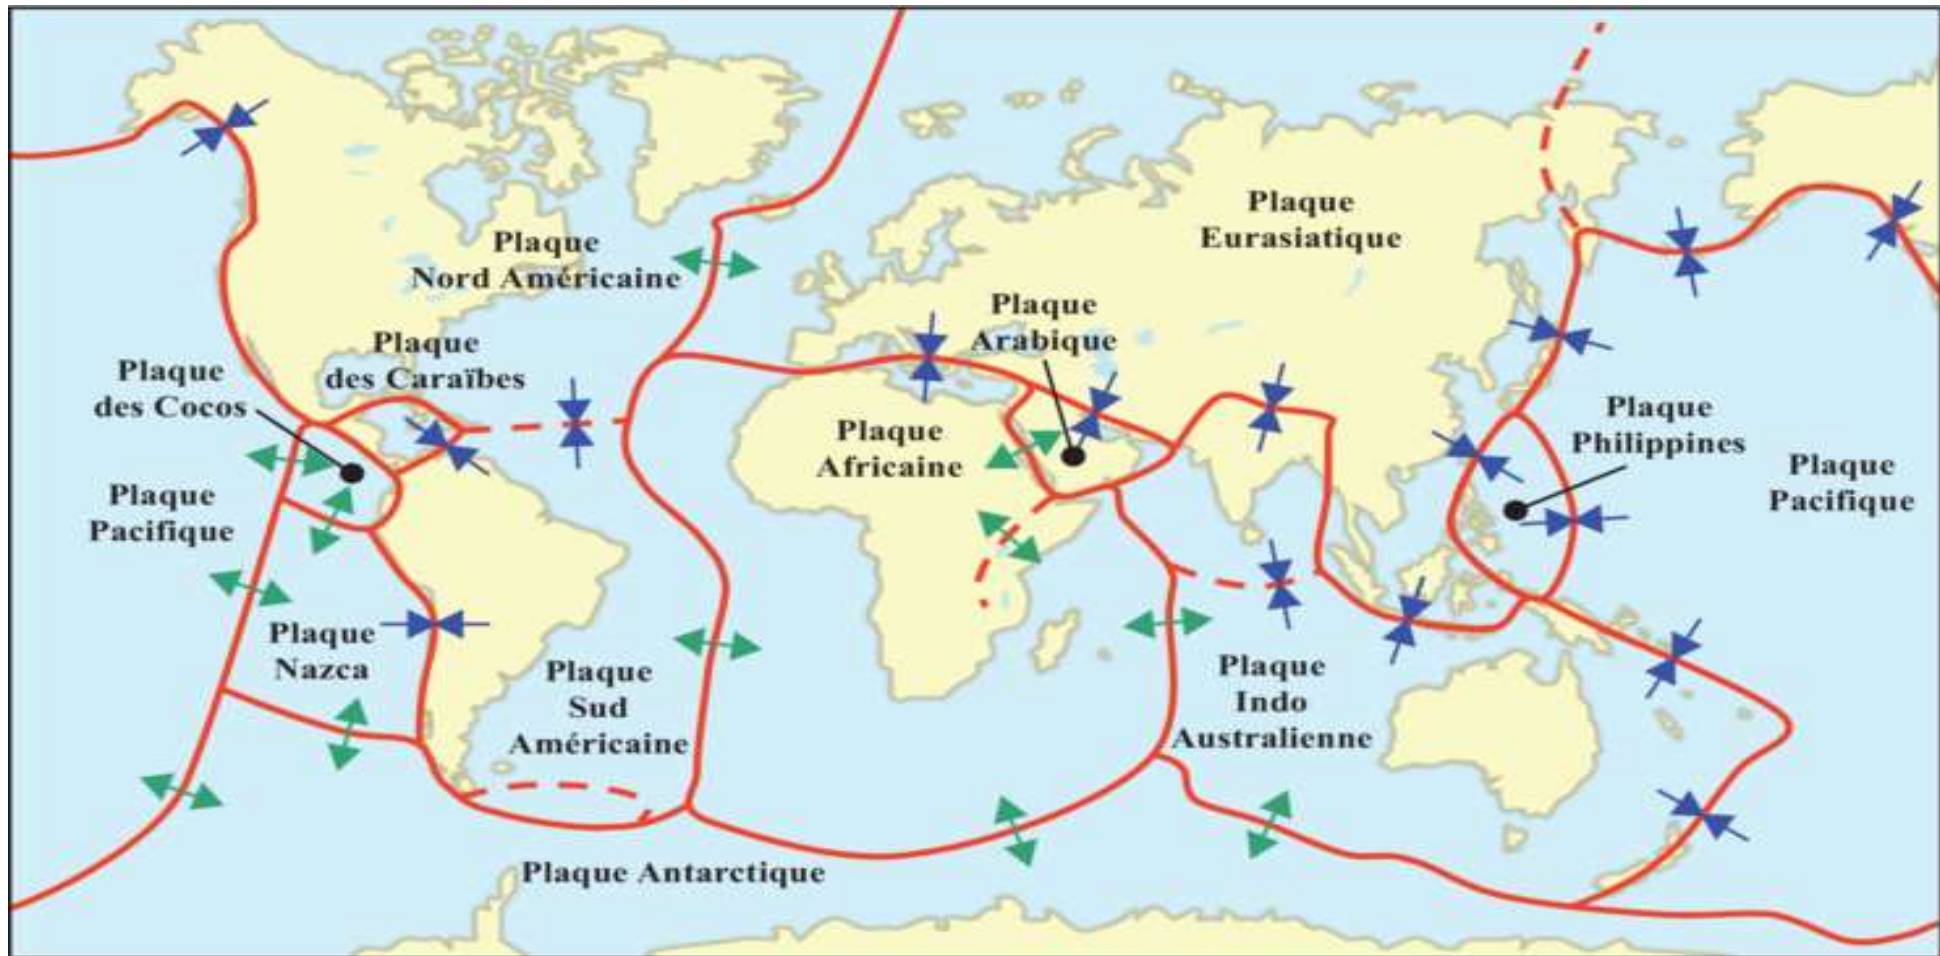 Plaque
Nord Américaine
Plaque
des Caraïbes
Plaque
des Cocos
Plaque
Pacifique
Plaque
Nazca
Plaque
Sud
Américaine
Plaque Antarctique
Plaque
Africaine
Plaque
Arabique
Plaque
Eurasiatique
Plaque
Indo
Australienne
Plaque
Philippines
Plaque
Pacifique